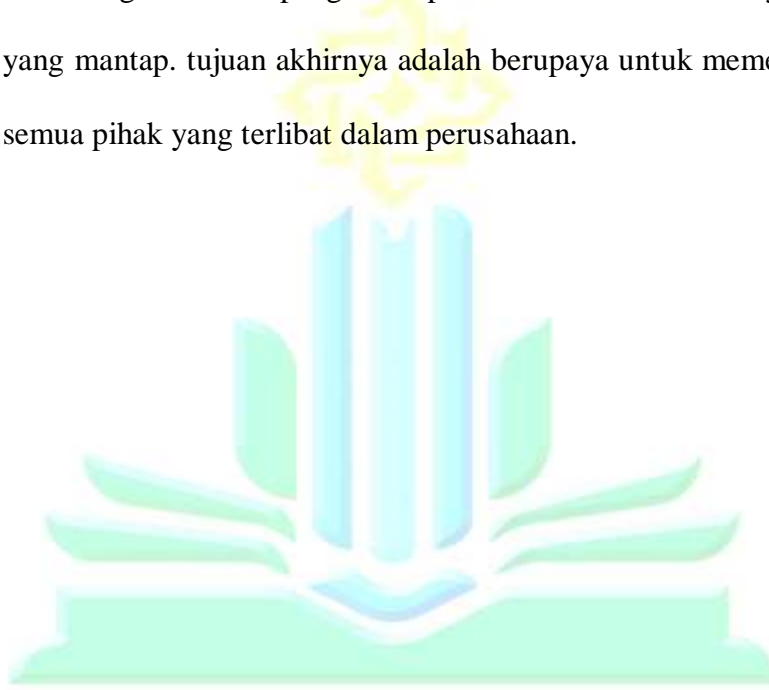 yang mantap. tujuan akhirnya adalah berupaya untuk
semua pihak yang terlibat dalam perusahaan.